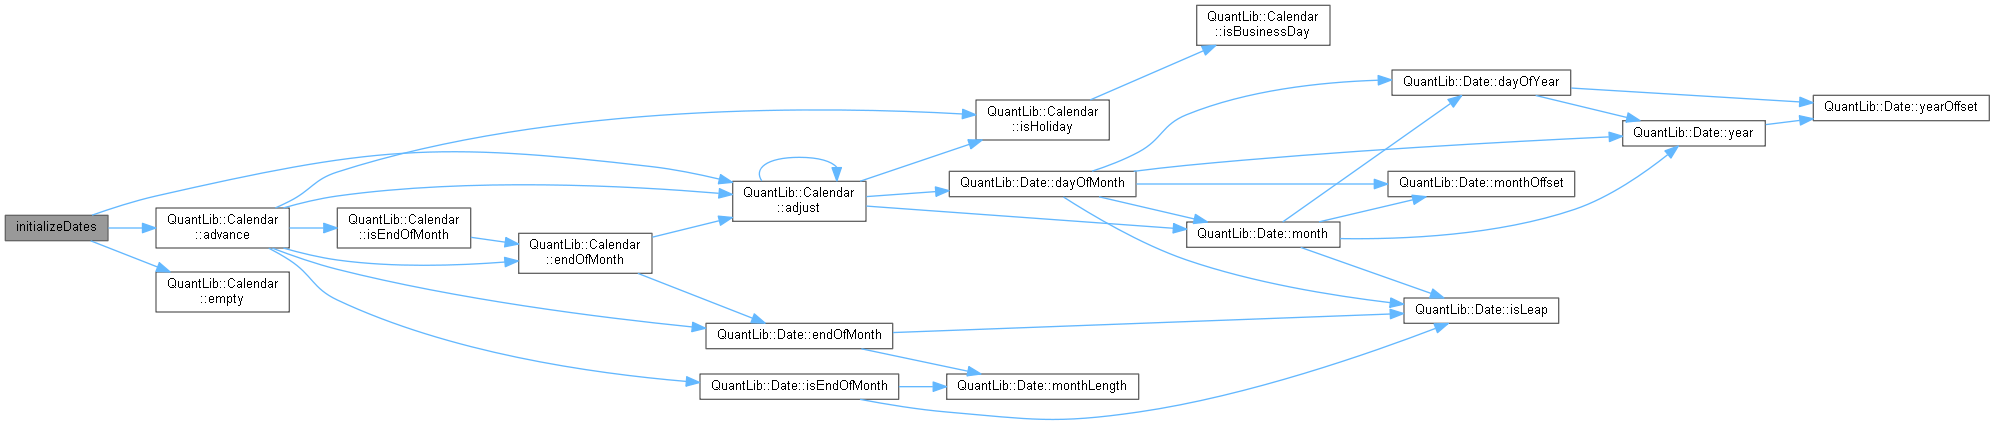 initializeDates
QuantLib::Calendar
::advance
QuantLib::Calendar
::empty
QuantLib::Calendar
::isEndOfMonth
QuantLib::Calendar
::endOfMonth
QuantLib::Calendar
::adjust
QuantLib::Date::endOfMonth
QuantLib::Date::isEndOfMonth
QuantLib::Calendar
::isHoliday
QuantLib::Date::dayOfMonth
QuantLib::Date::monthLength
QuantLib::Calendar
::isBusinessDay
QuantLib::Date::month
QuantLib::Date::dayOfYear
QuantLib::Date::monthOffset
QuantLib::Date::isLeap
QuantLib::Date::year
QuantLib::Date::yearOffset